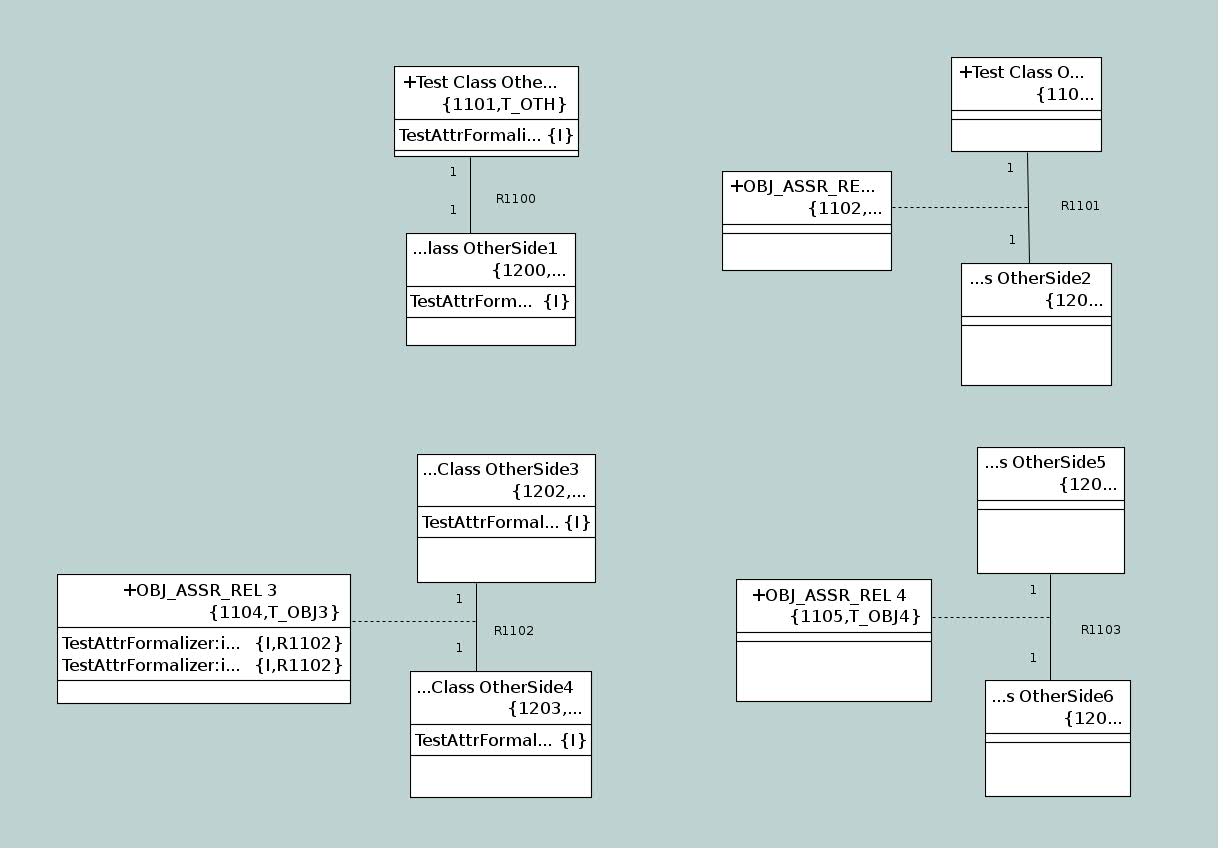 +Test Class Othe...
{1101,T_OTH}
TestAttrFormali... {I}
1
R1100
1
...lass OtherSide1
{1200,...
TestAttrForm... {I}
+Test Class O...
{110...
1
+OBJ_ASSR_RE...
{1102,...
R1101
1
...s OtherSide2
{120...
...Class OtherSide3
{1202,...
TestAttrFormal... {I}
1
+OBJ_ASSR_REL 3
{1104,T_OBJ3}
TestAttrFormalizer:i... {I,R1102}
TestAttrFormalizer:i... {I,R1102}
R1102
1
...Class OtherSide4
{1203,...
TestAttrFormal... {I}
...s OtherSide5
{120...
1
+OBJ_ASSR_REL 4
{1105,T_OBJ4}
R1103
1
...s OtherSide6
{120...